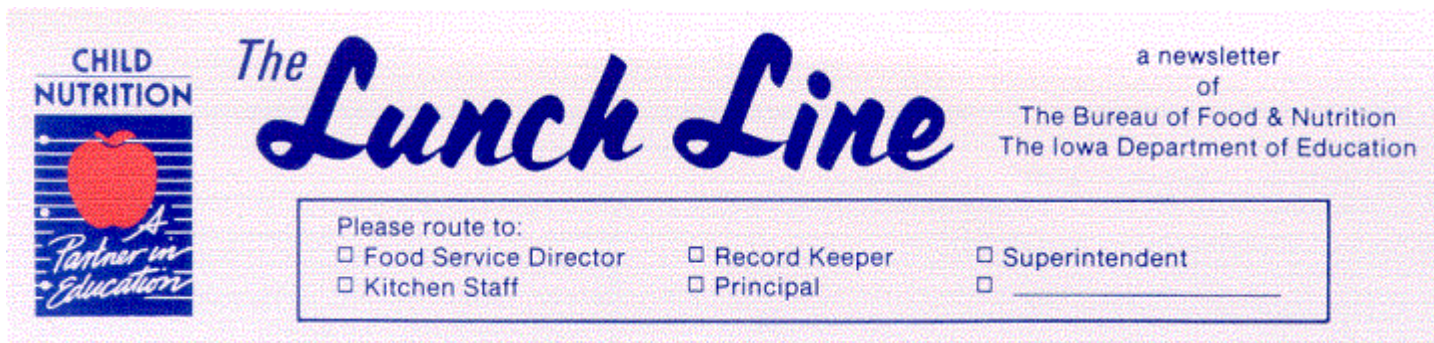 CHILD
NUTRITION
A
Partner in
Education
The Lunch Line
a newsletter
of
The Bureau of Food & Nutrition
The Iowa Department of Education
Please route to:
☐ Food Service Director ☐ Record Keeper ☐ Superintendent
☐ Kitchen Staff ☐ Principal ☐ ____________________